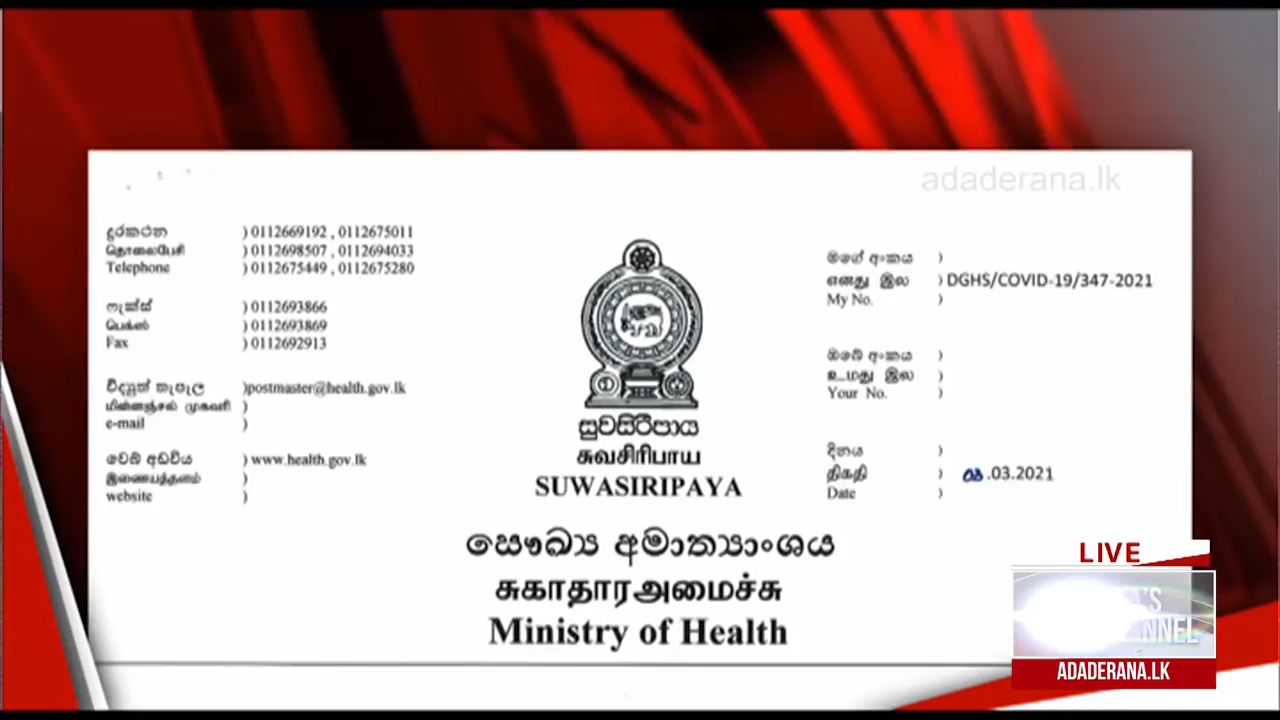 adaderana.lk
දුරකථන ) 0112669192 , 0112675011
தொலைபேசி ) 0112698507 , 0112694033
Telephone ) 0112675449 , 0112675280
ෆැක්ස් ) 0112693866
பெக்ஸ் ) 0112693869
Fax ) 0112692913
විද්‍යුත් තැපැල )postmaster@health.gov.lk
மின்னஞ்சல் முகவரி )
e-mail )
වෙබ් අඩවිය ) www.health.gov.lk
இணையத்தளம் )
website )
සුවසිරිපාය
சுவசிரிபாய
SUWASIRIPAYA
මගේ අංකය )
எனது இல ) DGHS/COVID-19/347-2021
My No. )
ඔබේ අංකය )
உமது இல )
Your No. )
දිනය )
திகதி ) .03.2021
Date )
සෞඛ්‍ය අමාත්‍යාංශය
சுகாதார அமைச்சு
Ministry of Health
LIVE
ADADERANA.LK